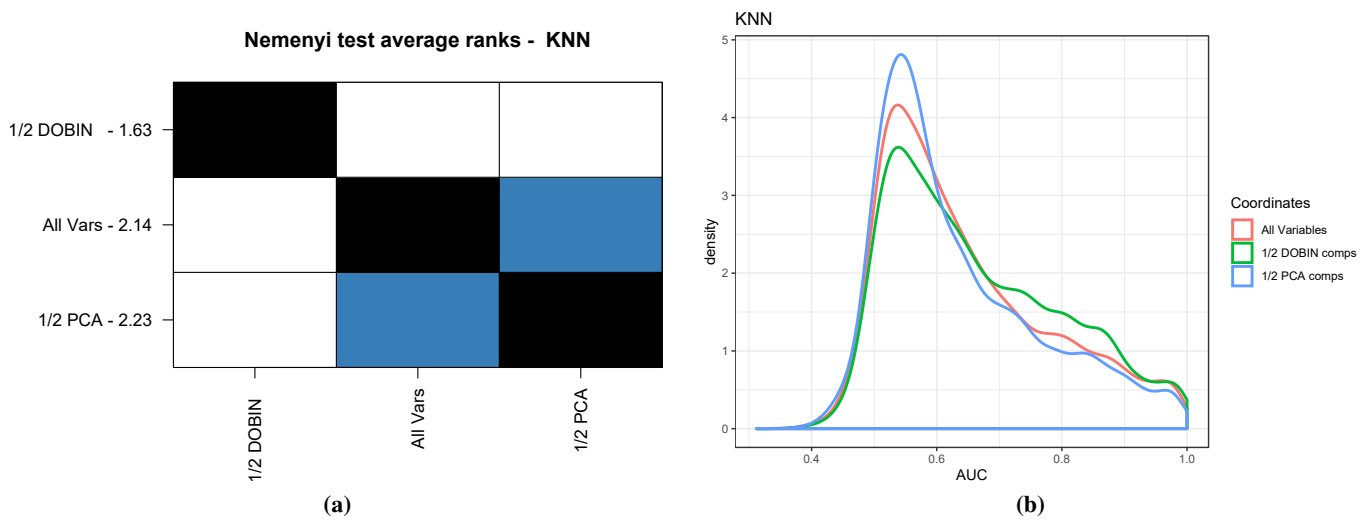 Nemenyi test average ranks - KNN
1/2 DOBIN - 1.63
All Vars - 2.14
1/2 PCA - 2.23
1/2 DOBIN
All Vars
1/2 PCA
(a)
KNN
5
4
3
2
1
0
density
0.4
0.6
0.8
1.0
AUC
Coordinates
All Variables
1/2 DOBIN comps
1/2 PCA comps
(b)